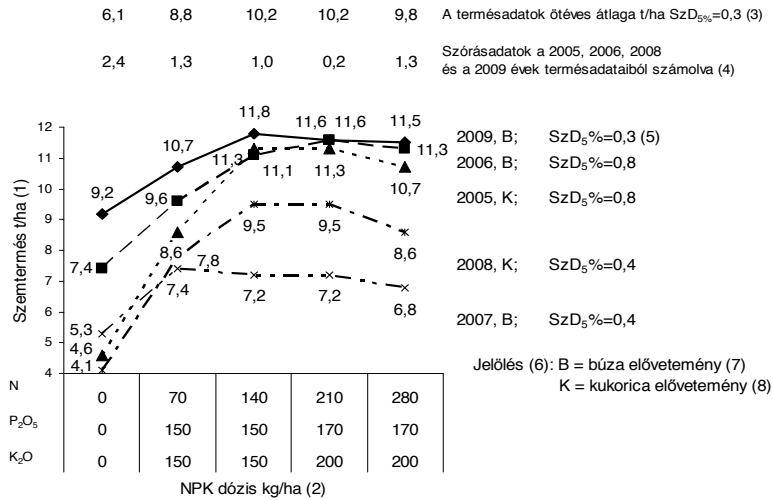 6,1 8,8 10,2 10,2 9,8 A termésadatok őtéves átlaga t/ha SzD5%=0,3 (3)
2,4 1,3 1,0 0,2 1,3 Szórásadatok a 2005, 2006, 2008
és a 2009 évek termésadataiból számolva (4)
Szemtermés t/ha (1)
12
11
10
9
8
7
6
5
4
9,2 10,7 11,8 11,6 11,5
7,4 9,6 11,1 11,6 11,3
4,6 8,6 11,3 11,3 10,7
4,1 7,8 9,5 9,5 8,6
5,3 7,4 7,2 7,2 6,8
2009, B; SzD5%=0,3 (5)
2006, B; SzD5%=0,8
2005, K; SzD5%=0,8
2008, K; SzD5%=0,4
2007, B; SzD5%=0,4
Jelölés (6): B = búza elővetemény (7)
K = kukorica elővetemény (8)
N 0 70 140 210 280
P2O5 0 150 150 170 170
K2O 0 150 150 200 200
NPK dózis kg/ha (2)